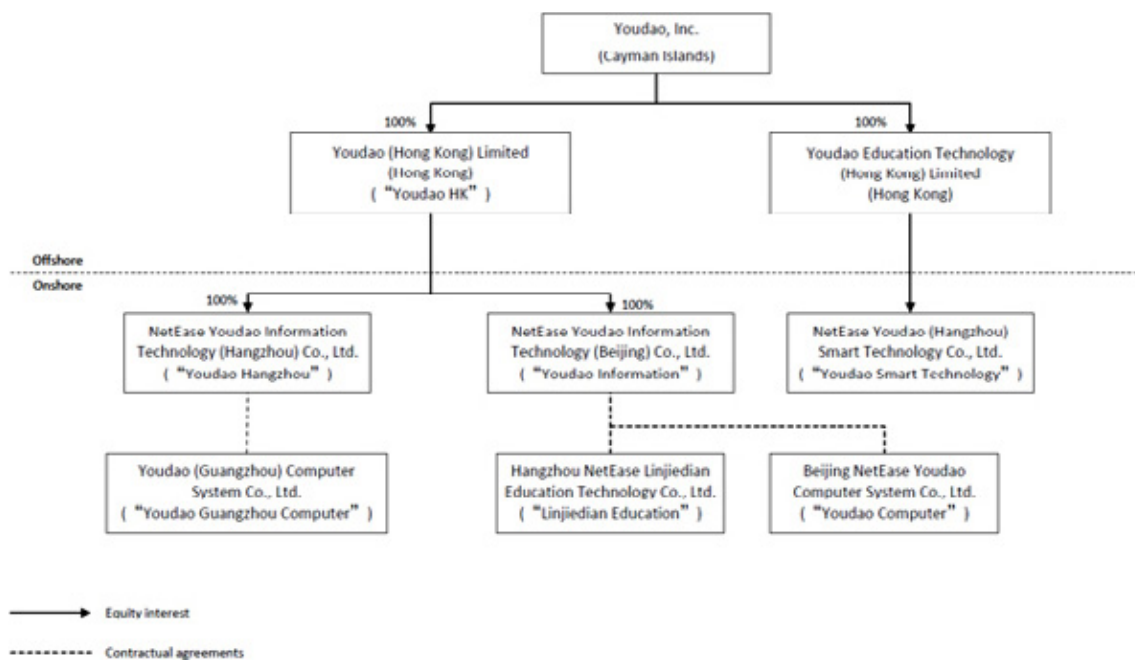 Youdao, Inc.
(Cayman Islands)
100%
100%
Youdao (Hong Kong) Limited
(Hong Kong)
( “Youdao HK” )
Youdao Education Technology
(Hong Kong) Limited
(Hong Kong)
Offshore
Onshore
100%
100%
NetEase Youdao Information
Technology (Hangzhou) Co., Ltd.
( “Youdao Hangzhou” )
NetEase Youdao Information
Technology (Beijing) Co., Ltd.
( “Youdao Information” )
NetEase Youdao (Hangzhou)
Smart Technology Co., Ltd.
( “Youdao Smart Technology” )
Youdao (Guangzhou) Computer
System Co., Ltd.
( “Youdao Guangzhou Computer” )
Hangzhou NetEase Linjiedian
Education Technology Co., Ltd.
( “Linjiedian Education” )
Beijing NetEase Youdao
Computer System Co., Ltd.
( “Youdao Computer” )
Equity interest
Contractual agreements